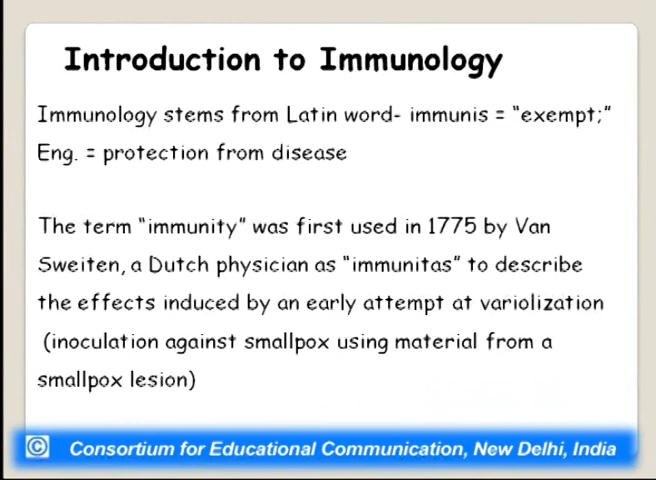 Introduction to Immunology
Immunology stems from Latin word- immunis = "exempt;"
Eng. = protection from disease
The term "immunity" was first used in 1775 by Van
Sweiten, a Dutch physician as "immunitas" to describe
the effects induced by an early attempt at variolization
(inoculation against smallpox using material from a
smallpox lesion)
© Consortium for Educational Communication, New Delhi, India